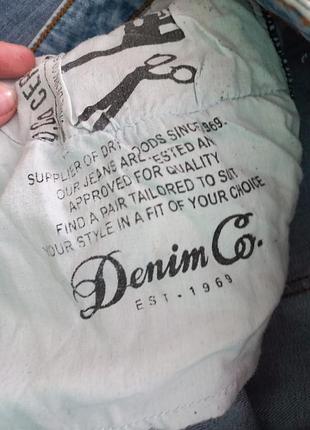 SUPPLIER OF DRY GOODS SINCE 1969.
OUR JEANS ARE TESTED AN
APPROVED FOR QUALITY
FIND A PAIR TAILORED TO SUIT
YOUR STYLE IN A FIT OF YOUR CHOICE
Denim Co.
EST. 1969